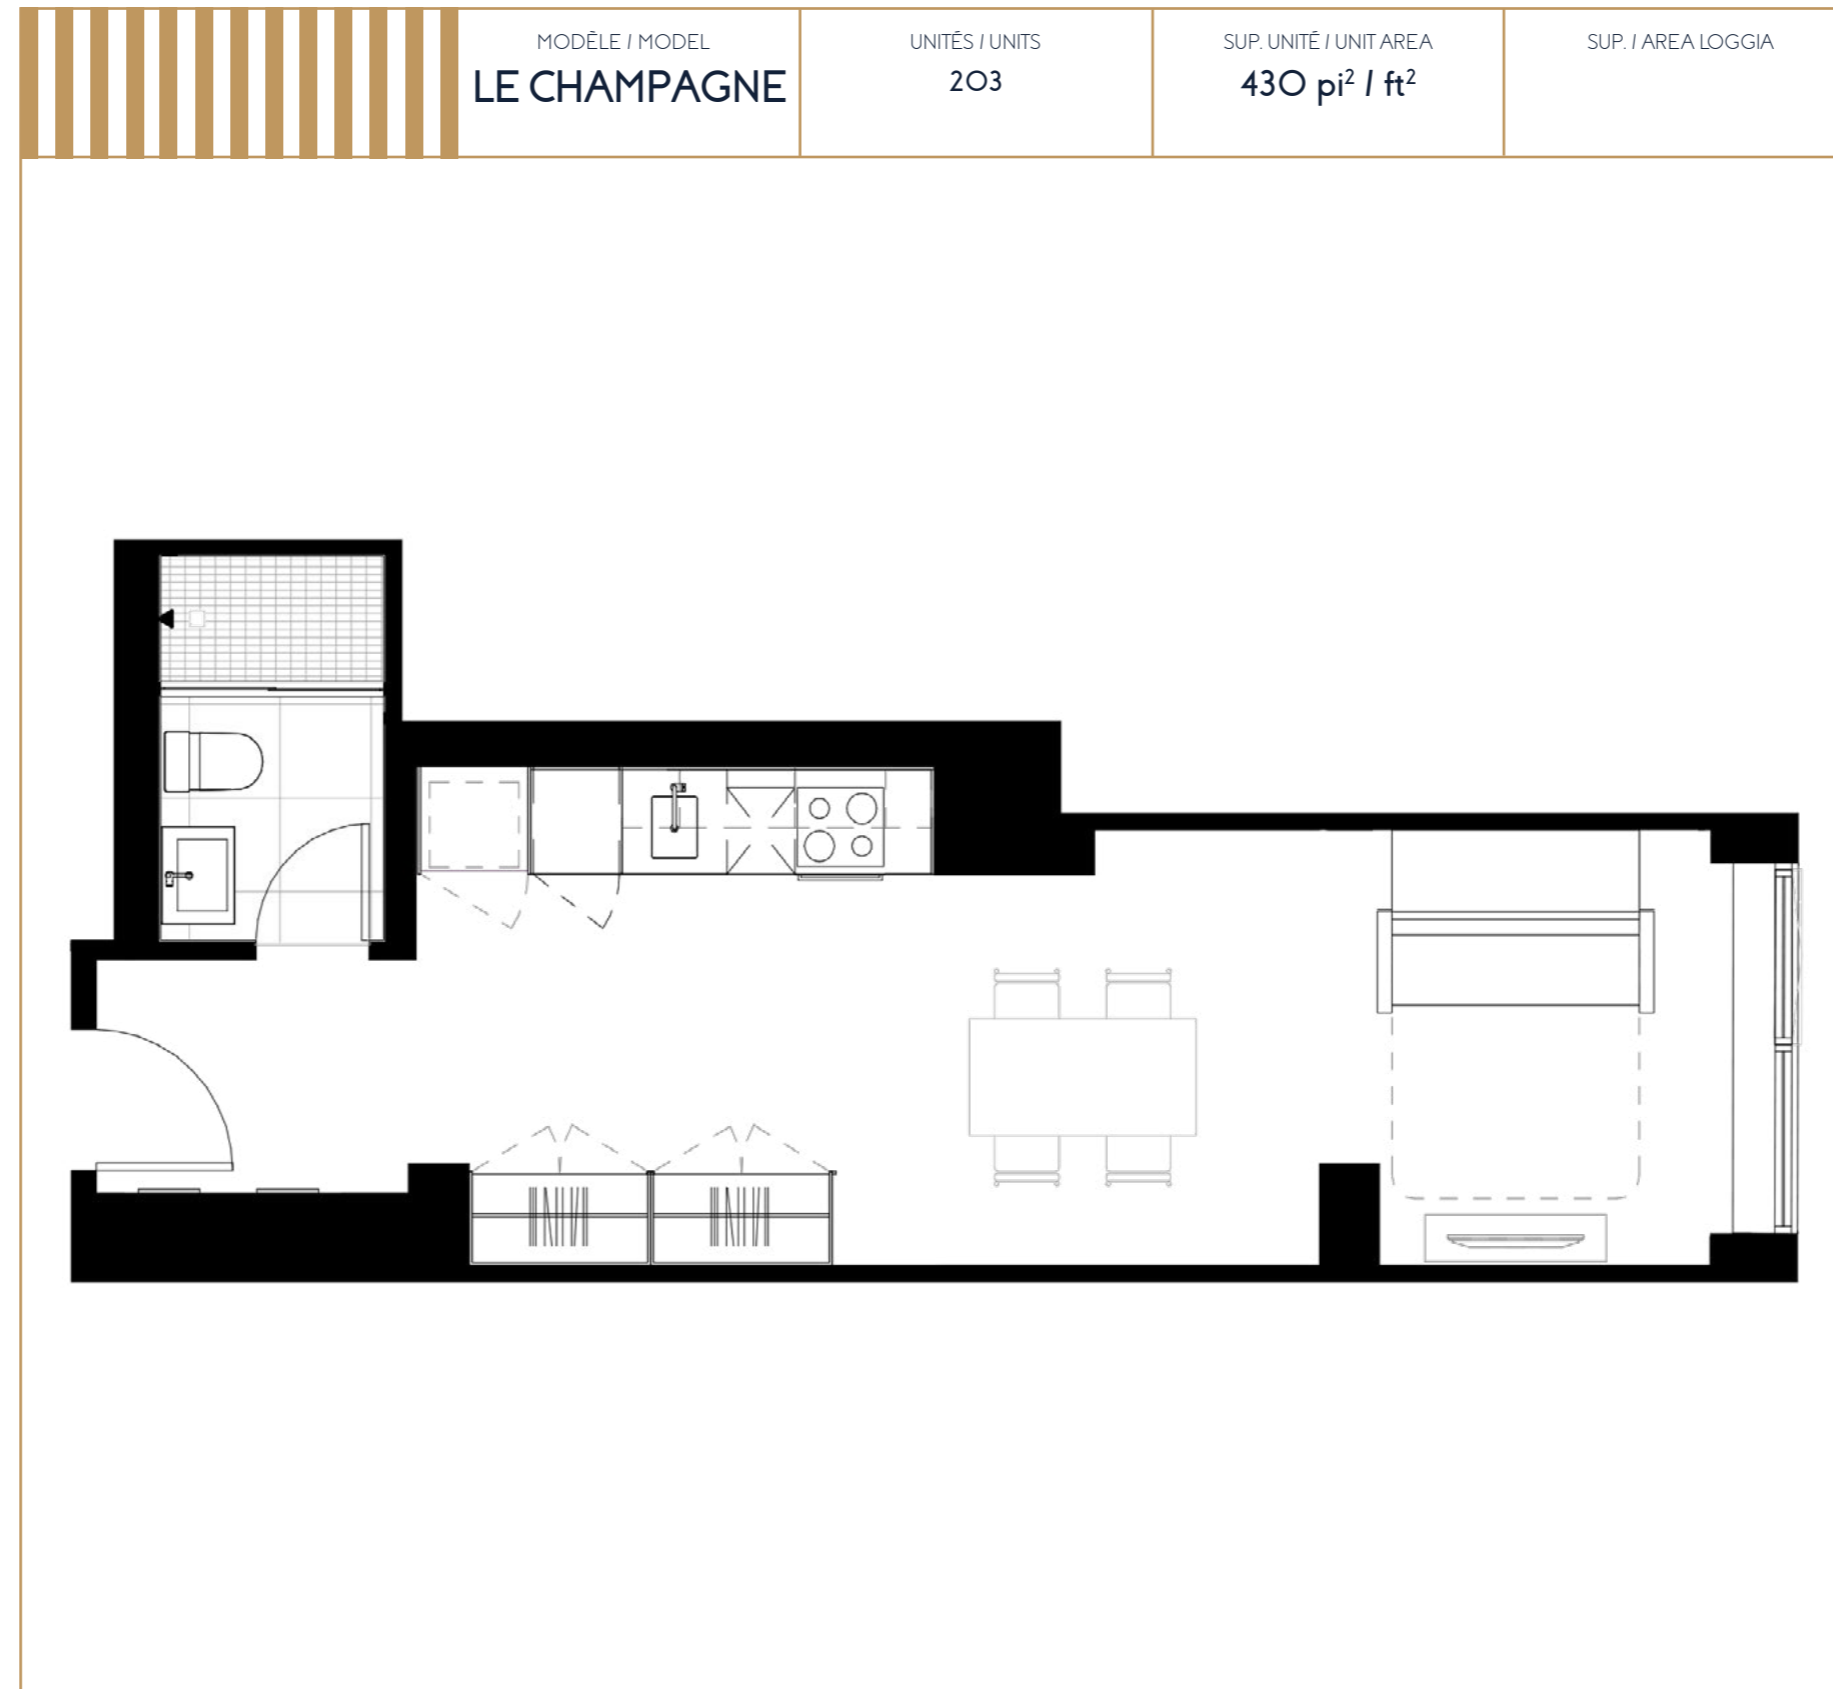 MODÈLE / MODEL
LE CHAMPAGNE
UNITÉS / UNITS
203
SUP. UNITÉ / UNIT AREA
430 pi² / ft²
SUP. / AREA LOGGIA